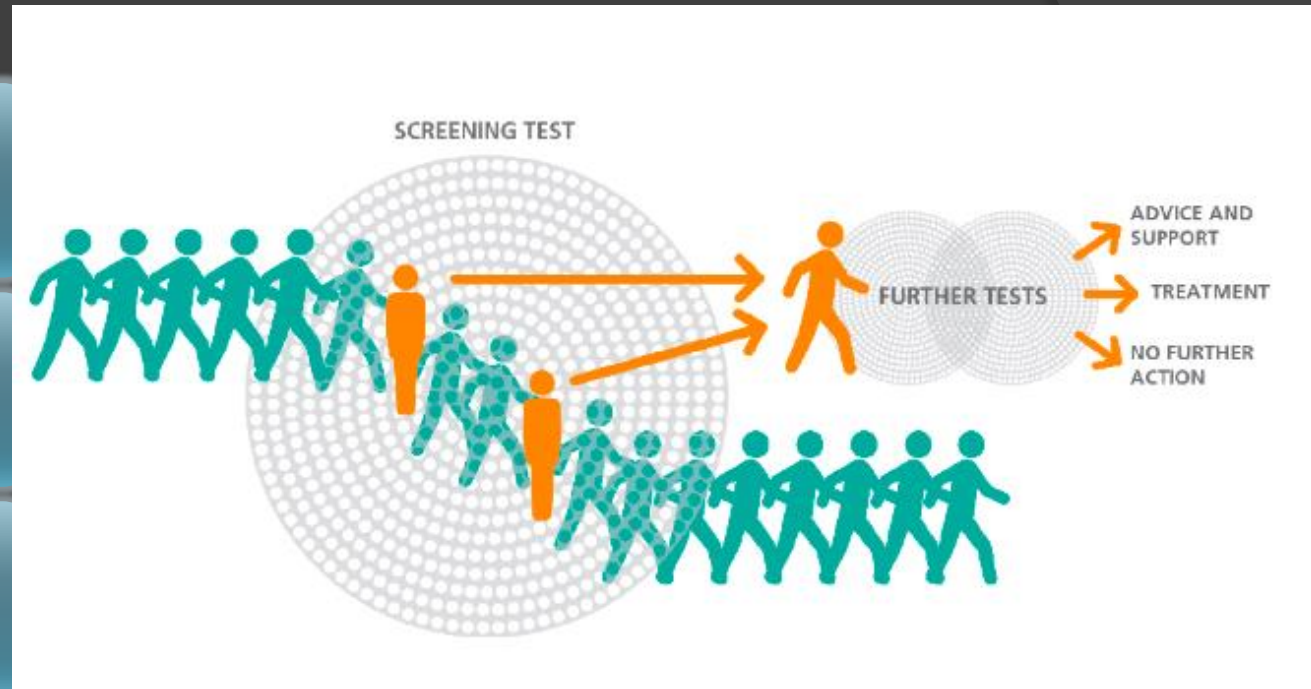 SCREENING TEST
ADVICE AND
SUPPORT
FURTHER TESTS
TREATMENT
NO FURTHER
ACTION